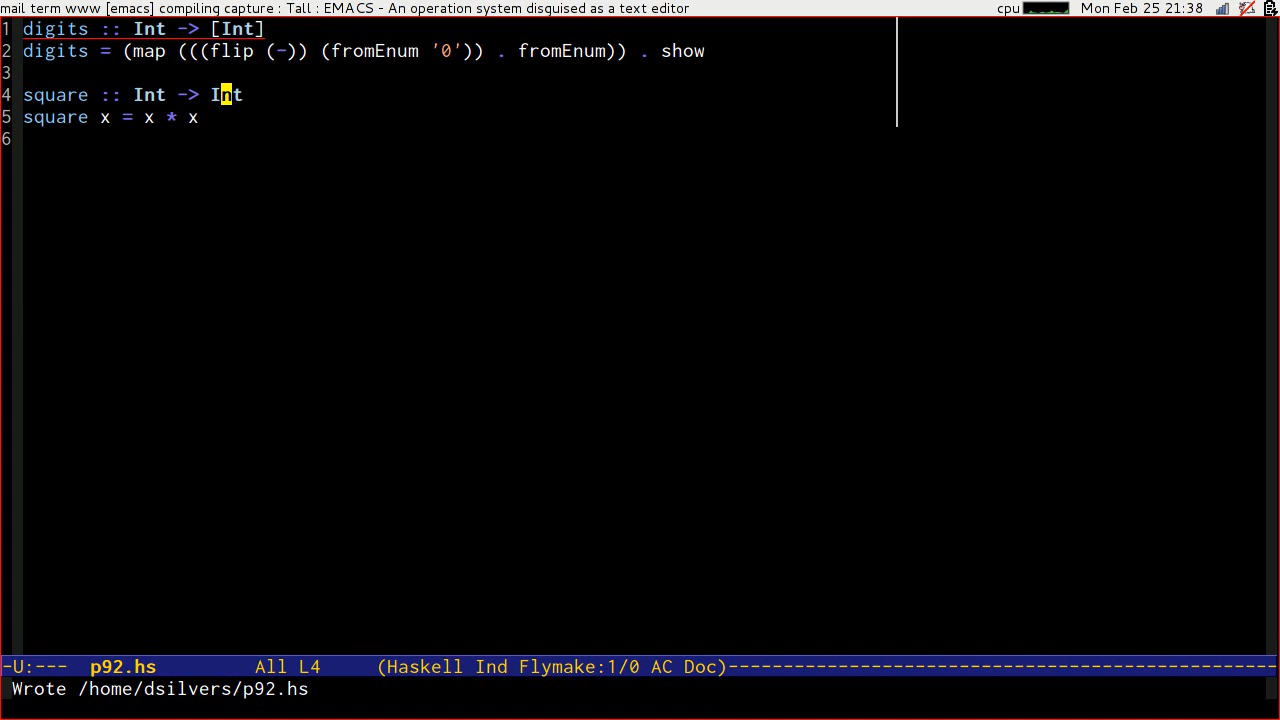 mail term www [emacs] compiling capture : Tall : EMACS - An operation system disguised as a text editor cpu Mon Feb 25 21:38
1 digits :: Int -> [Int]
2 digits = (map (((flip (-)) (fromEnum '0')) . fromEnum)) . show
3
4 square :: Int -> Int
5 square x = x * x
6
-U:--- p92.hs All L4 (Haskell Ind Flymake:1/0 AC Doc)--------------------------------------------------
Wrote /home/dsilvers/p92.hs